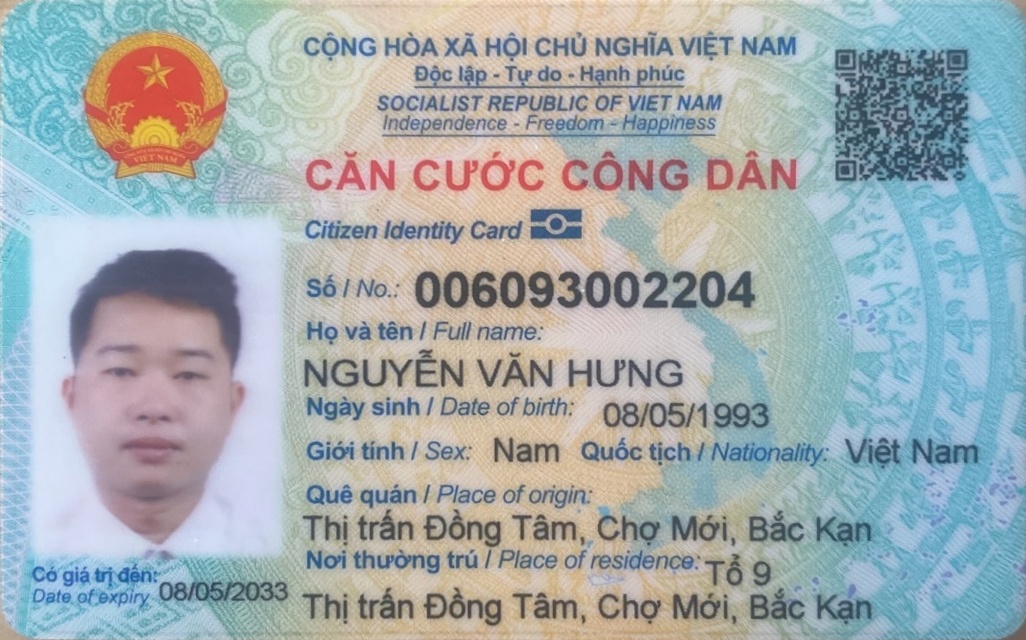 CỘNG HÒA XÃ HỘI CHỦ NGHĨA VIỆT NAM
Độc lập - Tự do - Hạnh phúc
SOCIALIST REPUBLIC OF VIET NAM
Independence - Freedom - Happiness
CĂN CƯỚC CÔNG DÂN
Citizen Identity Card
Số / No.: 006093002204
Họ và tên / Full name:
NGUYỄN VĂN HƯNG
Ngày sinh / Date of birth: 08/05/1993
Giới tính / Sex: Nam Quốc tịch / Nationality: Việt Nam
Quê quán / Place of origin:
Thị trấn Đồng Tâm, Chợ Mới, Bắc Kạn
Nơi thường trú / Place of residence: Tổ 9
Thị trấn Đồng Tâm, Chợ Mới, Bắc Kạn
Có giá trị đến: 08/05/2033
Date of expiry
VIET NAM